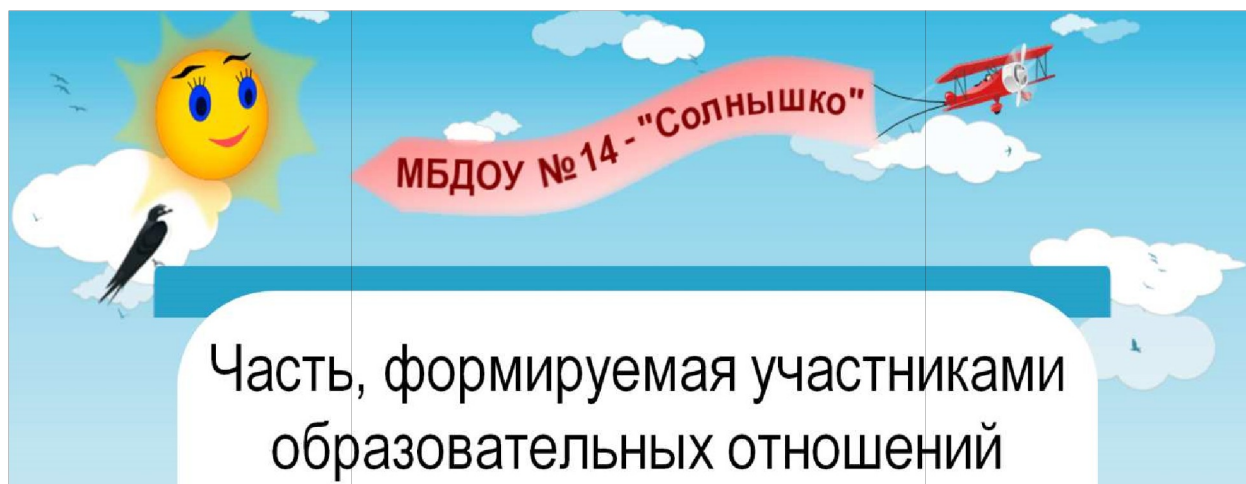 МБДОУ №14 - "Солнышко"
Часть, формируемая участниками
образовательных отношений